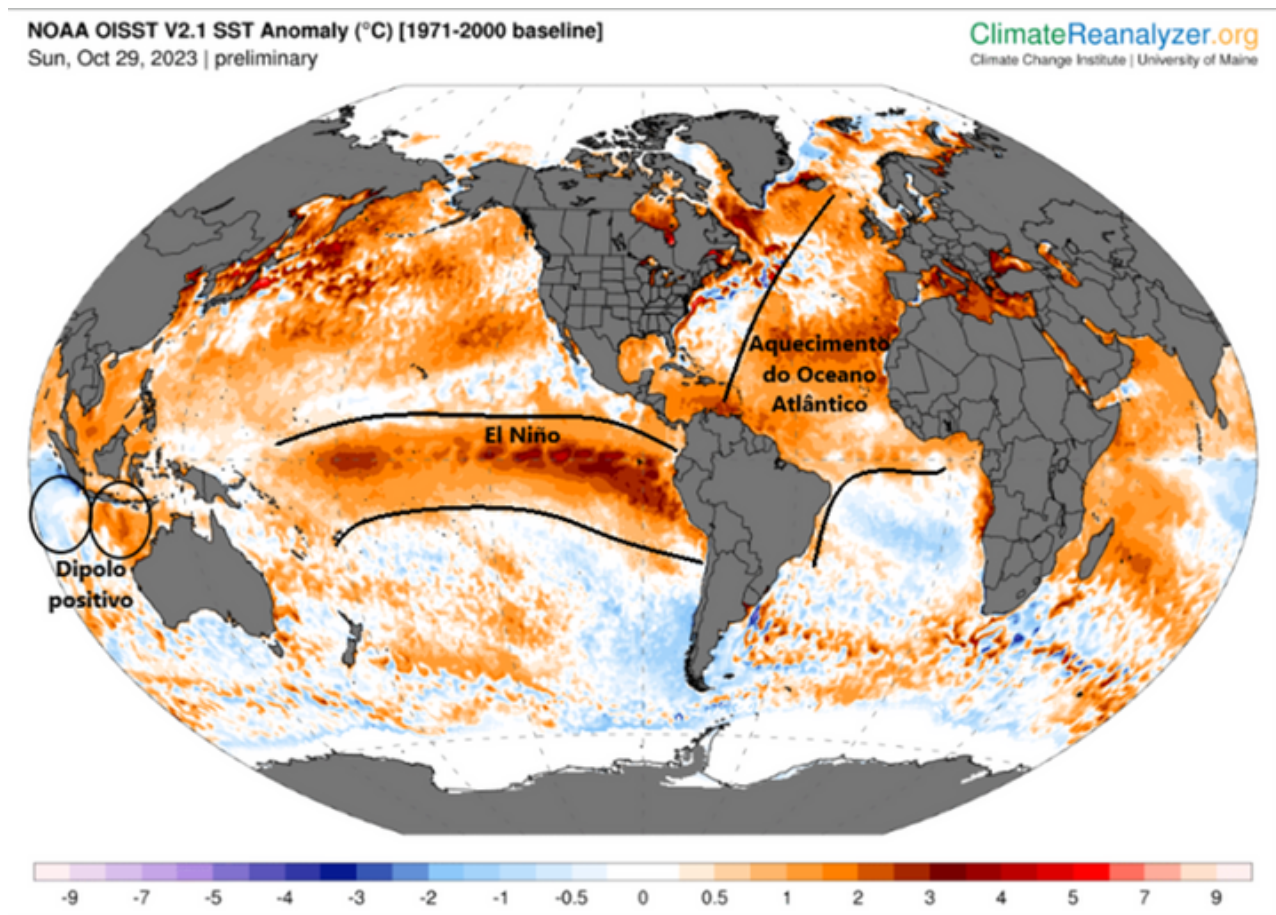 NOAA OISST V2.1 SST Anomaly (°C) [1971-2000 baseline]
Sun, Oct 29, 2023 | preliminary
ClimateReanalyzer.org
Climate Change Institute | University of Maine
Aquecimento
do Oceano
Atlântico
El Niño
Dipolo
positivo
-9 -7 -5 -4 -3 -2 -1 -0.5 0 0.5 1 2 3 4 5 7 9